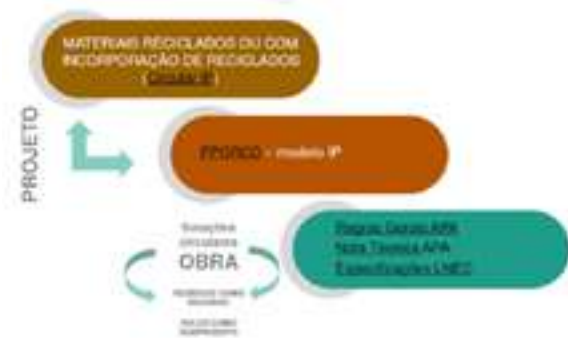 MATERIAIS RECICLADOS OU COM
INCORPORAÇÃO DE RECICLADOS
PROJETO
PPGRCD - modelo IP
Soluções
circulares
OBRA
Regras Gerais APA
Nota Técnica APA
Especificações LNEC